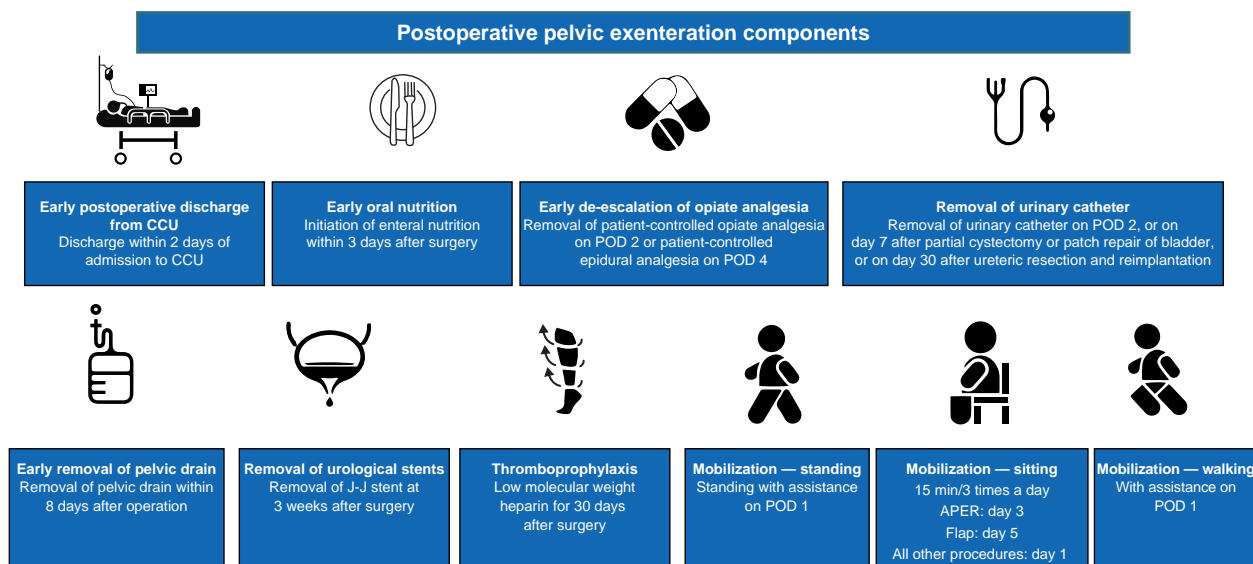 Postoperative pelvic exenteration components
Early postoperative discharge
from CCU
Discharge within 2 days of
admission to CCU
Early oral nutrition
Initiation of enteral nutrition
within 3 days after surgery
Early de-escalation of opiate analgesia
Removal of patient-controlled opiate analgesia
on POD 2 or patient-controlled
epidural analgesia on POD 4
Removal of urinary catheter
Removal of urinary catheter on POD 2, or on
day 7 after partial cystectomy or patch repair of bladder,
or on day 30 after ureteric resection and reimplantation
Early removal of pelvic drain
Removal of pelvic drain within
8 days after operation
Removal of urological stents
Removal of J-J stent at
3 weeks after surgery
Thromboprophylaxis
Low molecular weight
heparin for 30 days
after surgery
Mobilization — standing
Standing with assistance
on POD 1
Mobilization — sitting
15 min/3 times a day
APER: day 3
Flap: day 5
All other procedures: day 1
Mobilization — walking
With assistance on
POD 1